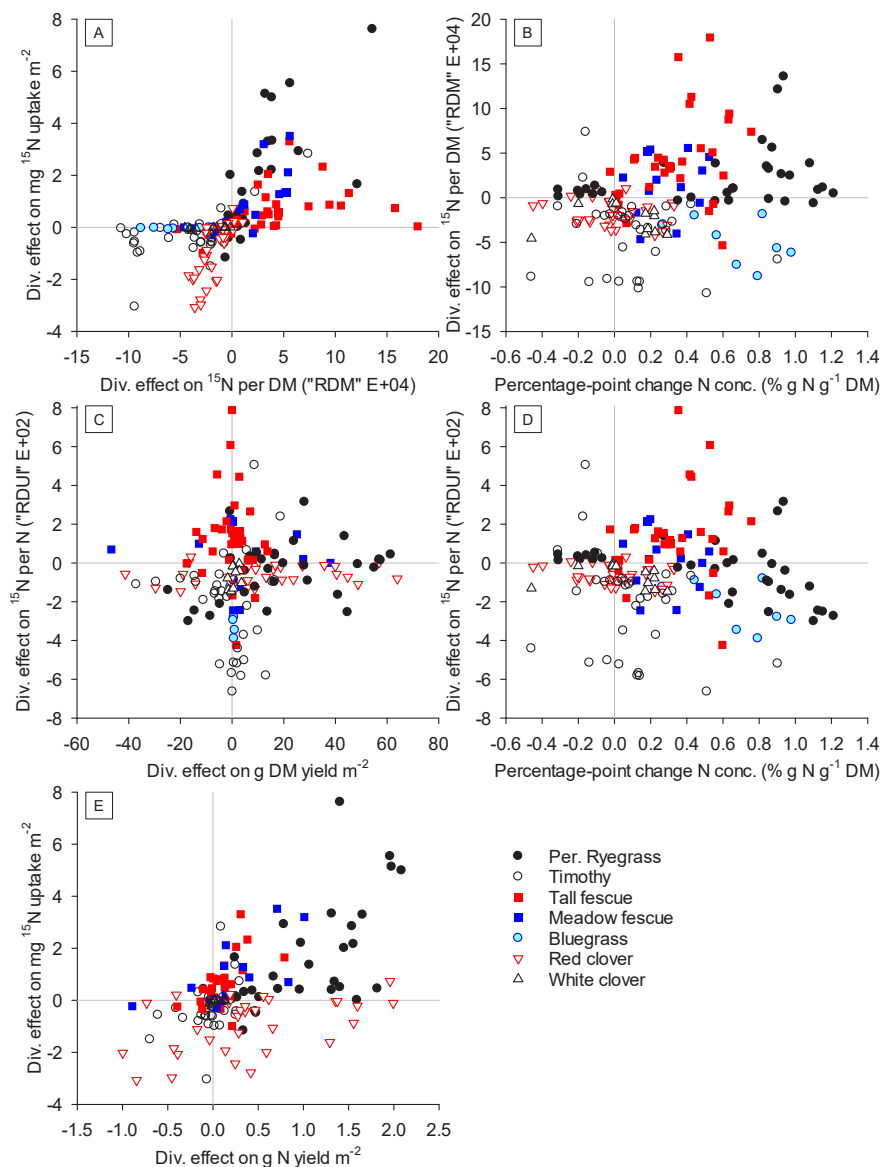 A
8
6
4
2
0
-2
-4
-15 -10 -5 0 5 10 15 20
Div. effect on mg 15N uptake m-2
Div. effect on 15N per DM ("RDM" E+04)
B
20
15
10
5
0
-5
-10
-15
-0.6 -0.4 -0.2 0.0 0.2 0.4 0.6 0.8 1.0 1.2 1.4
Div. effect on 15N per DM ("RDM" E+04)
Percentage-point change N conc. (% g N g-1 DM)
C
8
6
4
2
0
-2
-4
-6
-8
-60 -40 -20 0 20 40 60 80
Div. effect on 15N per N ("RDUI" E+02)
Div. effect on g DM yield m-2
D
8
6
4
2
0
-2
-4
-6
-8
-0.6 -0.4 -0.2 0.0 0.2 0.4 0.6 0.8 1.0 1.2 1.4
Div. effect on 15N per N ("RDUI" E+02)
Percentage-point change N conc. (% g N g-1 DM)
E
8
6
4
2
0
-2
-4
-1.5 -1.0 -0.5 0.0 0.5 1.0 1.5 2.0 2.5
Div. effect on mg 15N uptake m-2
Div. effect on g N yield m-2
Per. Ryegrass
Timothy
Tall fescue
Meadow fescue
Bluegrass
Red clover
White clover